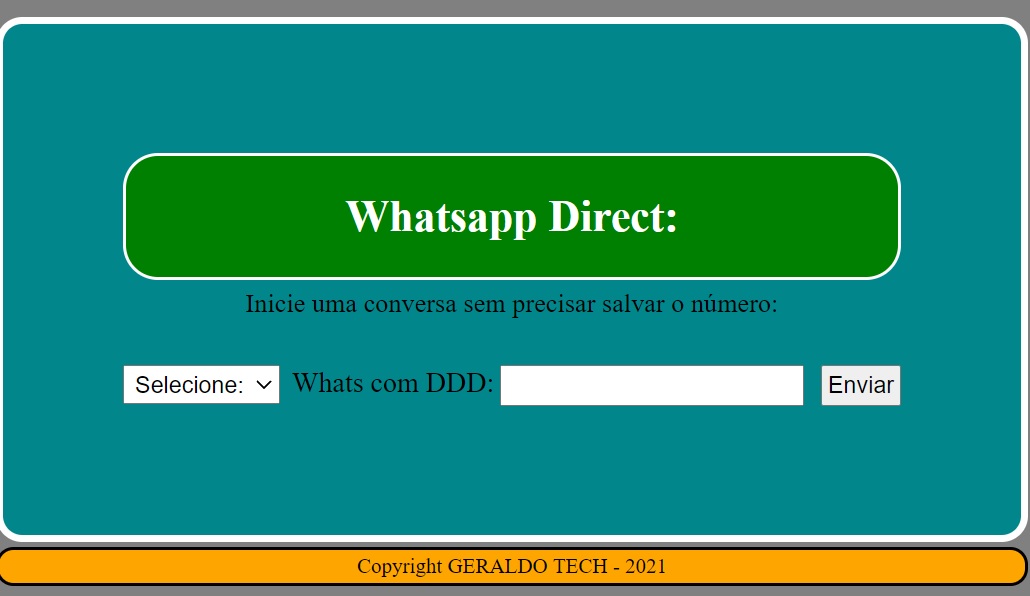 Whatsapp Direct:
Inicie uma conversa sem precisar salvar o número:
Selecione: Whats com DDD: Enviar
Copyright GERALDO TECH - 2021